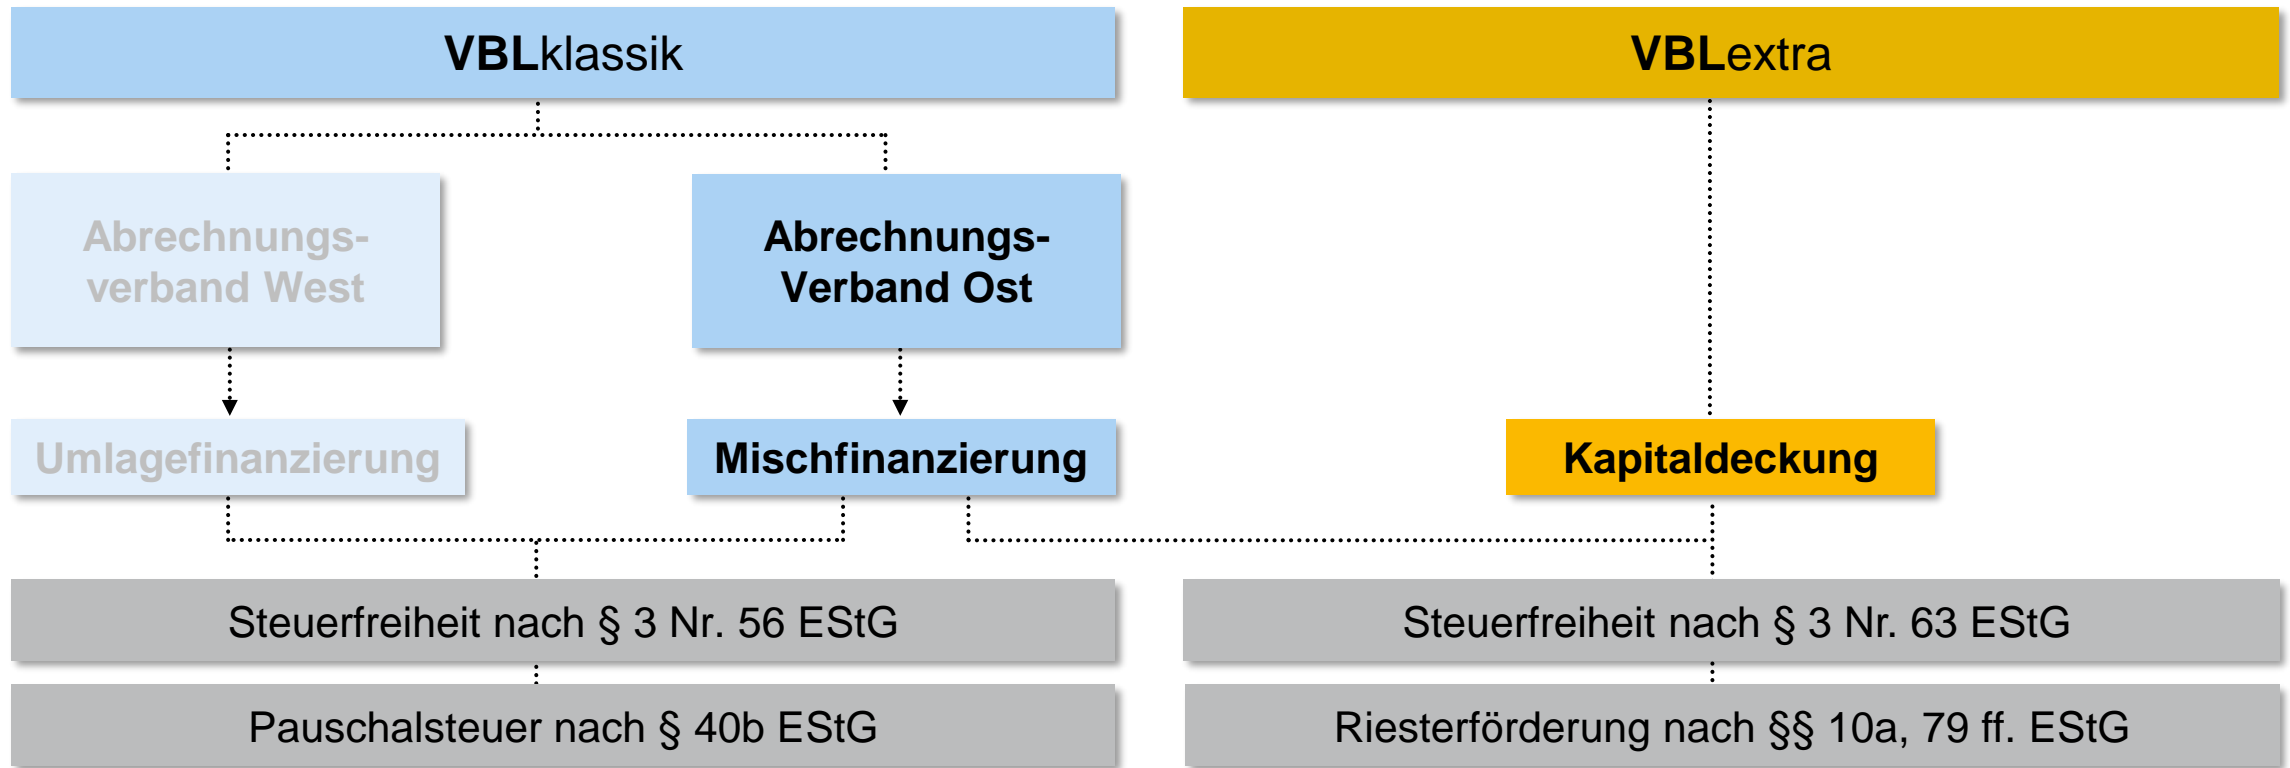 VBLklassik
VBLextra
Abrechnungs-
verband West
Abrechnungs-
Verband Ost
Umlagefinanzierung
Mischfinanzierung
Kapitaldeckung
Steuerfreiheit nach § 3 Nr. 56 EStG
Steuerfreiheit nach § 3 Nr. 63 EStG
Pauschalsteuer nach § 40b EStG
Riesterförderung nach §§ 10a, 79 ff. EStG